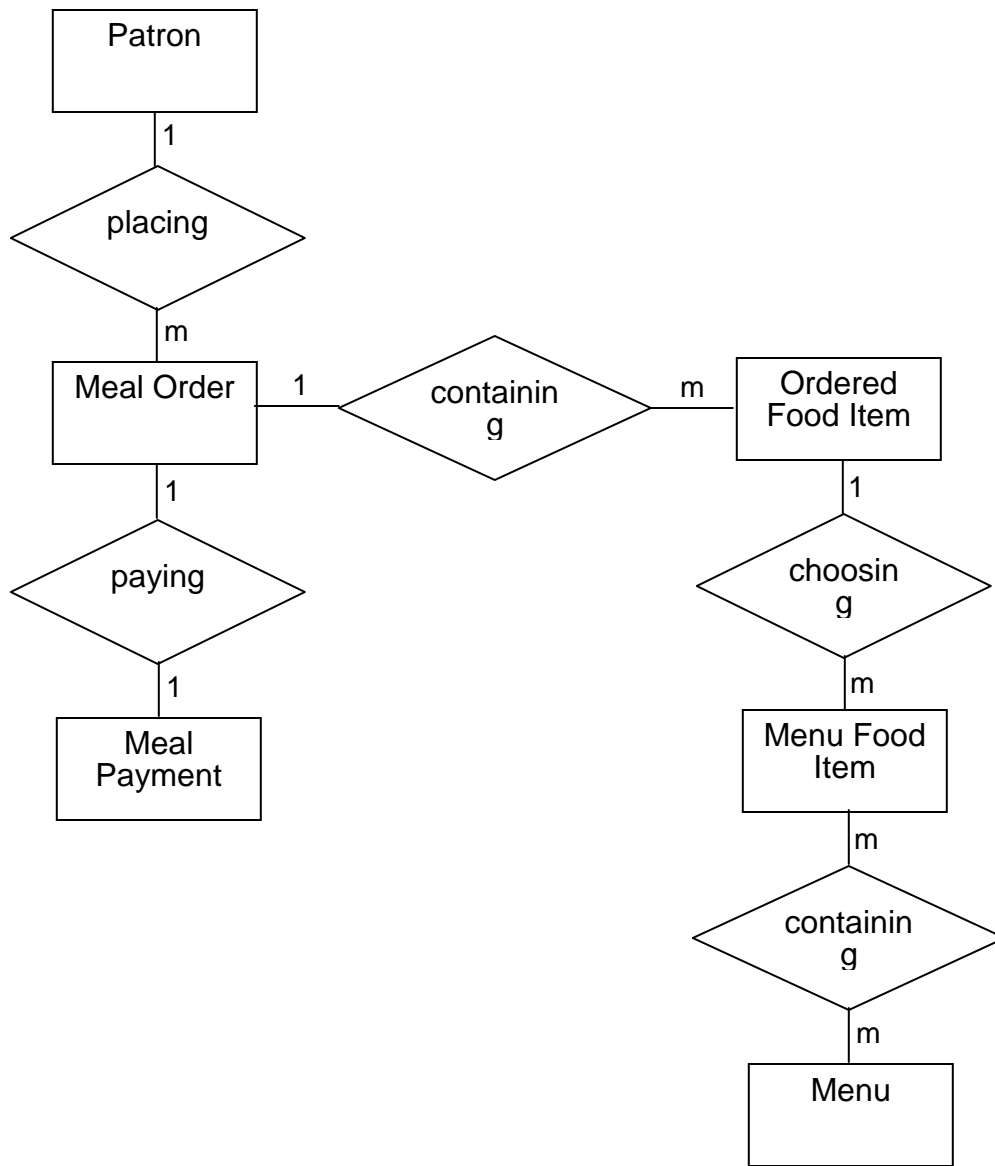 Patron
1
placing
m
Meal Order
1
containin
g
m
Ordered
Food Item
1
paying
1
Meal
Payment
1
choosin
g
m
Menu Food
Item
m
containin
g
m
Menu